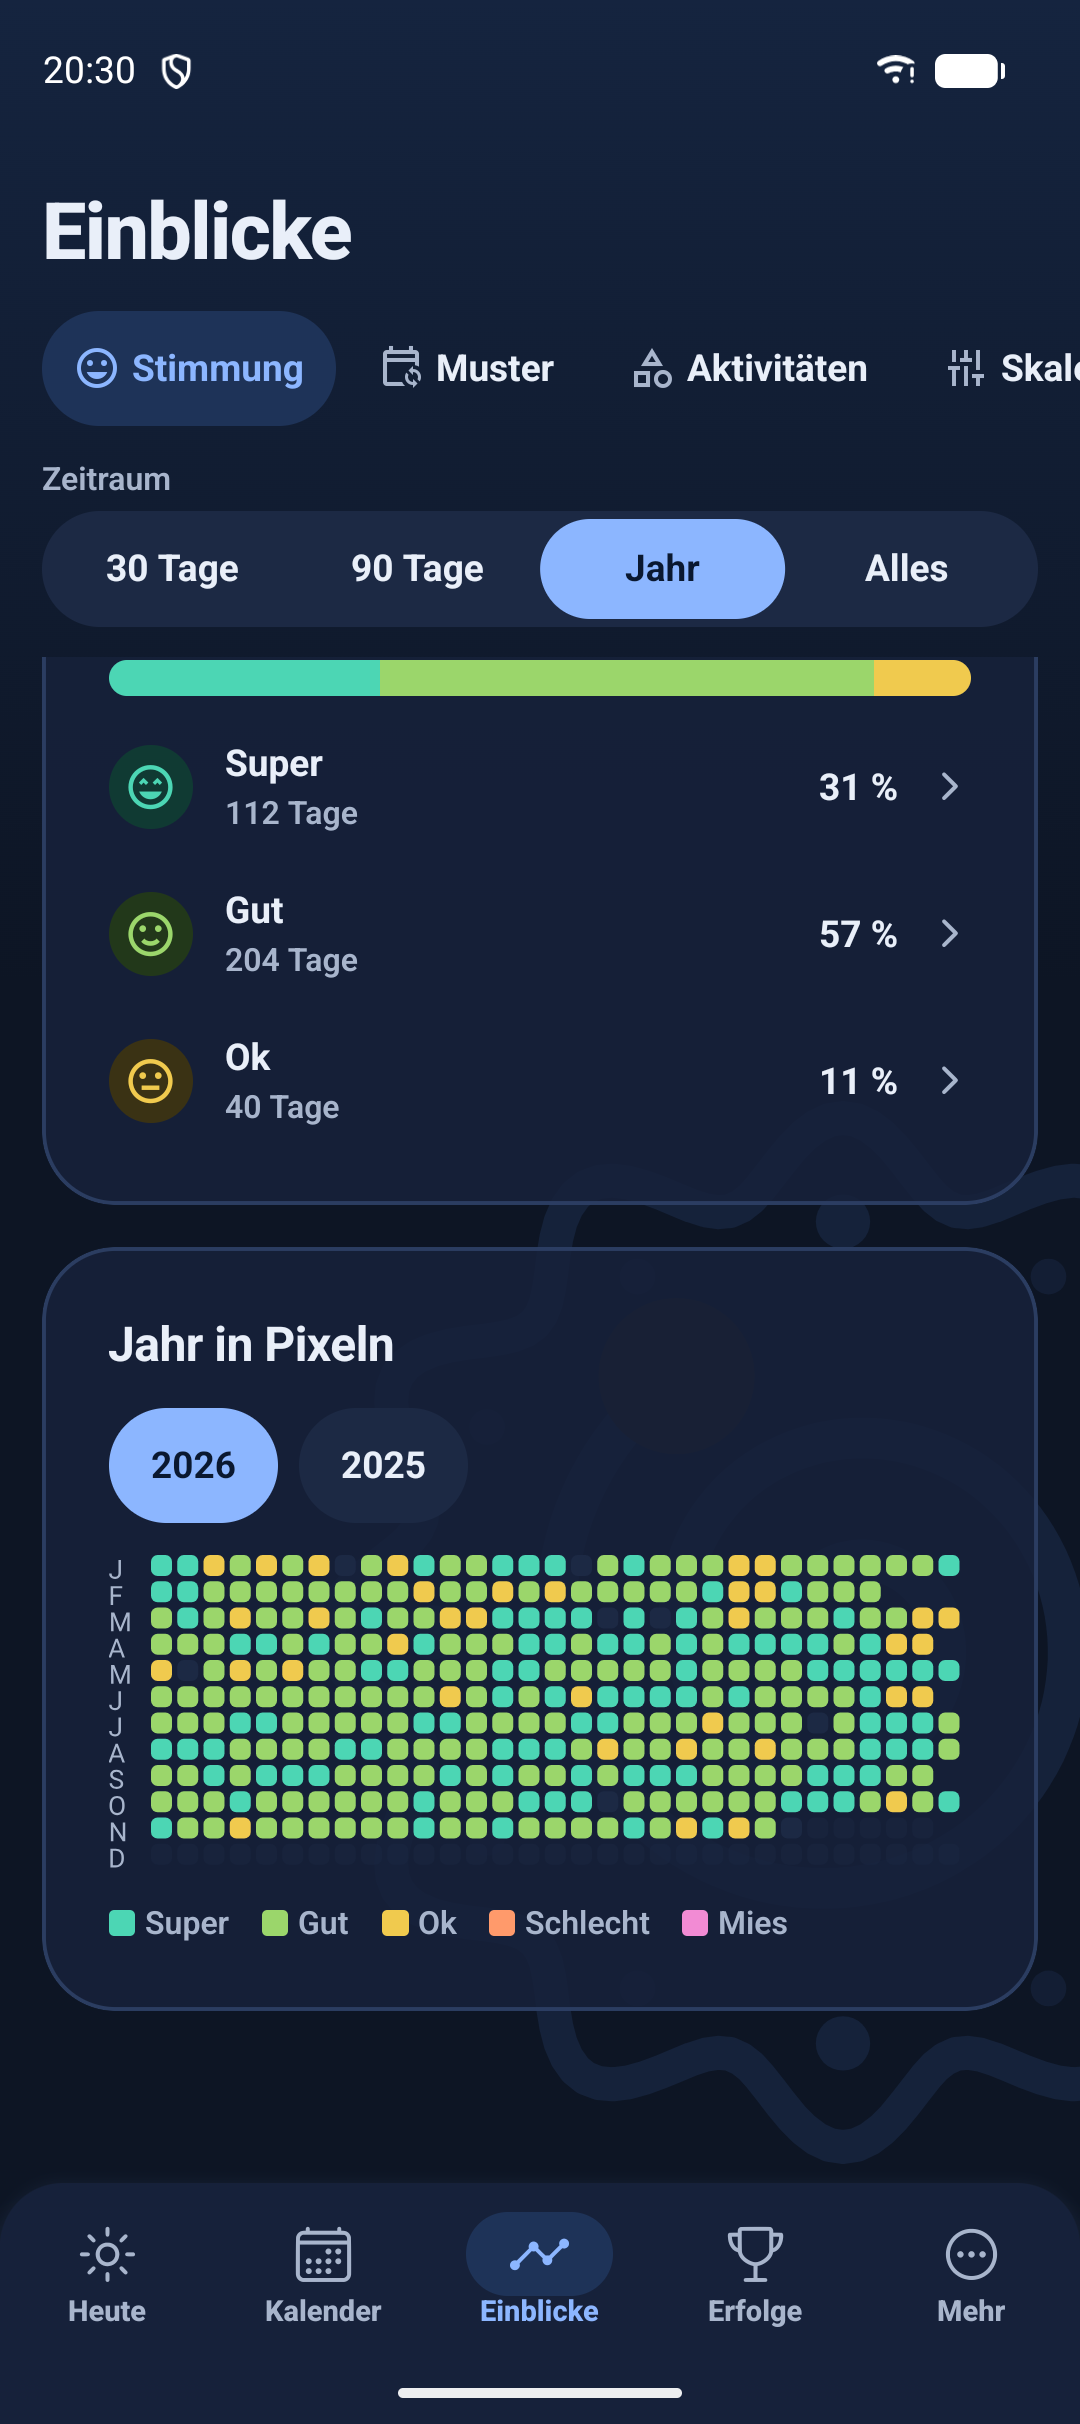 20:30
Einblicke
Stimmung Muster Aktivitäten Skale
Zeitraum
30 Tage 90 Tage Jahr Alles
Super
112 Tage
31 %
Gut
204 Tage
57 %
Ok
40 Tage
11 %
Jahr in Pixeln
2026 2025
J
F
M
A
M
J
J
A
S
O
N
D
Super Gut Ok Schlecht Mies
Heute Kalender Einblicke Erfolge Mehr